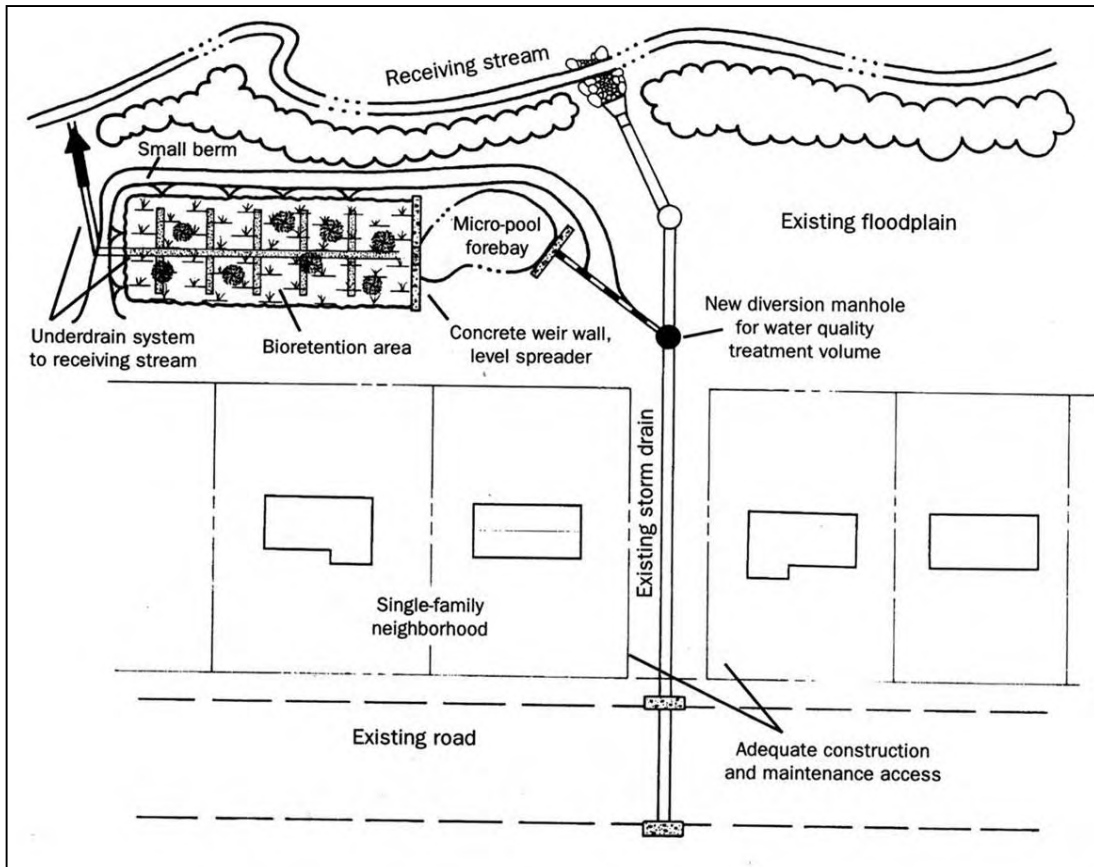 Receiving stream
Small berm
Micro-pool
forebay
Existing floodplain
Underdrain system
to receiving stream
Bioretention area
Concrete weir wall,
level spreader
New diversion manhole
for water quality
treatment volume
Existing storm drain
Single-family
neighborhood
Existing road
Adequate construction
and maintenance access